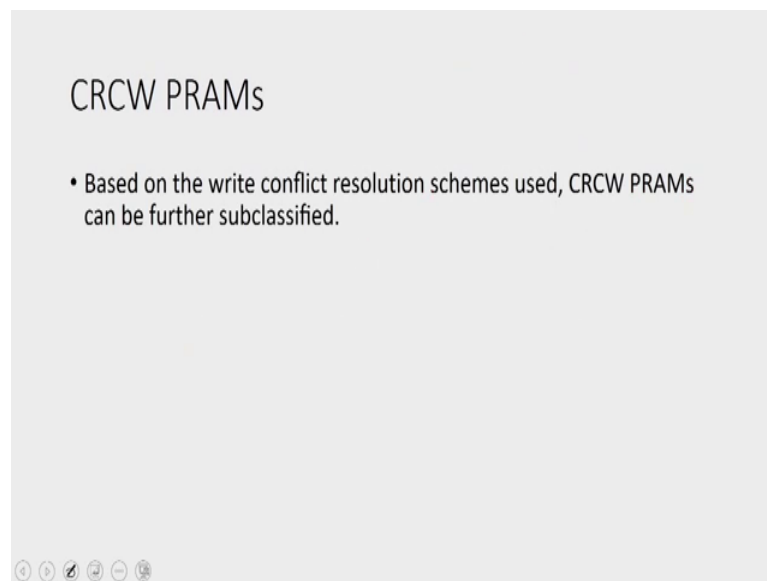 CRCW PRAMs
• Based on the write conflict resolution schemes used, CRCW PRAMs
can be further subclassified.